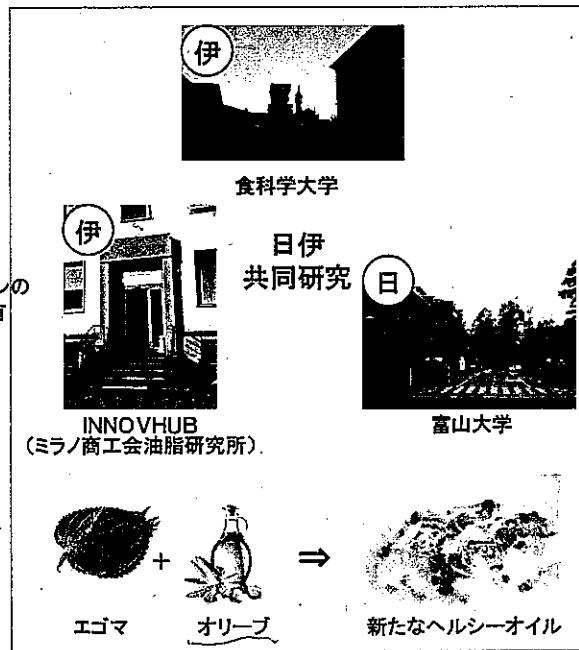 伊
食科学大学
伊
日伊
共同研究
日
の
INNOVHUB
(ミラノ商工会油脂研究所)
富山大学
+
⇒
エゴマ
オリーブ
新たなヘルシーオイル